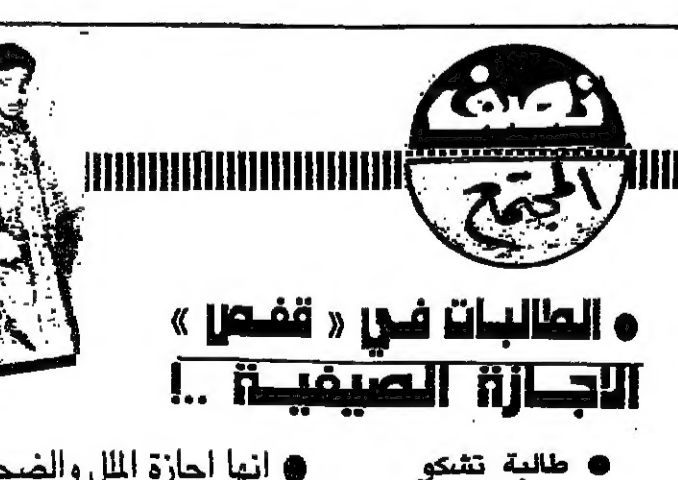 نصف
المجتمع
● الطالبات في « قفص »
الاجازة الصيفية ..!
● طالبة تشكو
● انها اجازة الملل والضجر